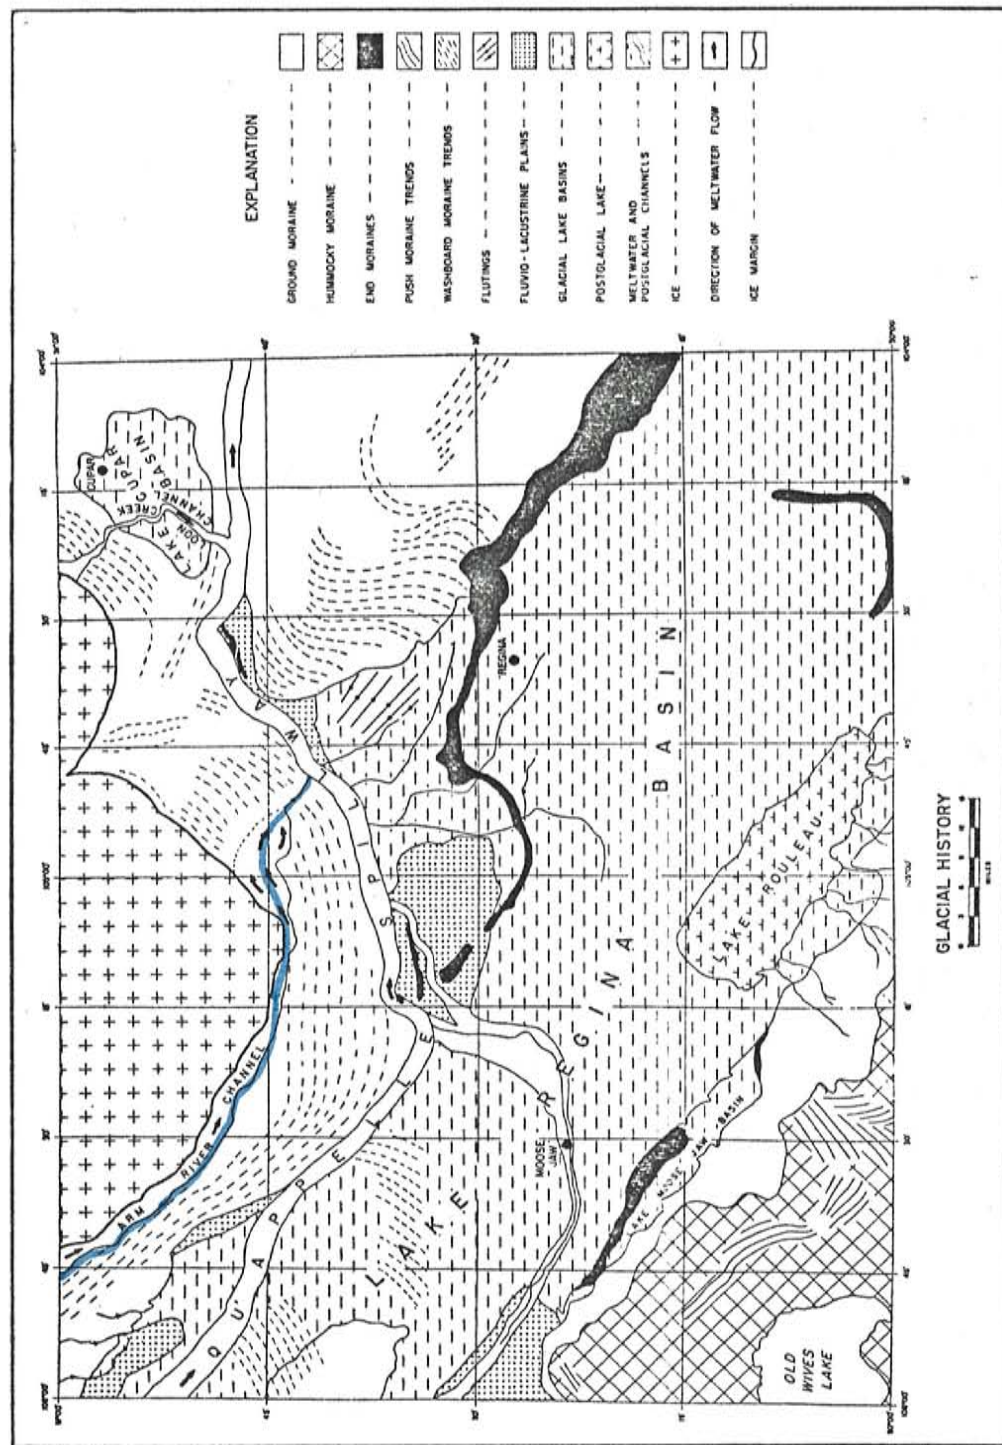 EXPLANATION
GROUND MORAINE
HUMMOCKY MORAINE
END MORAINES
PUSH MORAINE TRENDS
WASHBOARD MORAINE TRENDS
FLUTINGS
FLUVIO-LACUSTRINE PLAINS
GLACIAL LAKE BASINS
POSTGLACIAL LAKE
MELTWATER AND
POSTGLACIAL CHANNELS
ICE
DIRECTION OF MELTWATER FLOW
ICE MARGIN
CUPAR
LAKE CUPAR
BASIN
LOON CREEK
CHANNEL
ARM RIVER CHANNEL
QU'APPELLE SPILLWAY
REGINA
LAKE REGINA BASIN
MOOSE
JAW
LAKE MOOSE JAW BASIN
LAKE ROULEAU
OLD
WIVES
LAKE
GLACIAL HISTORY
MILES